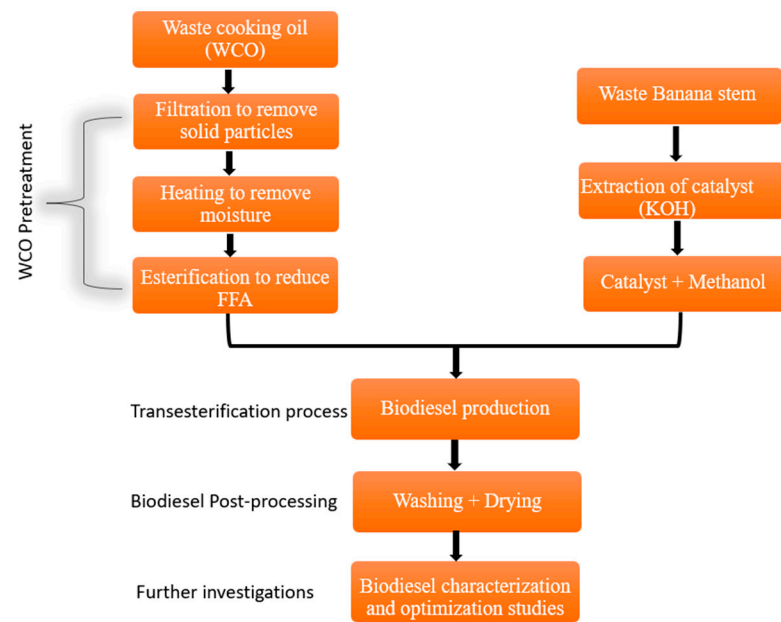 Waste cooking oil
(WCO)
Filtration to remove
solid particles
Heating to remove
moisture
Esterification to reduce
FFA
WCO Pretreatment
Waste Banana stem
Extraction of catalyst
(KOH)
Catalyst + Methanol
Transesterification process
Biodiesel production
Biodiesel Post-processing
Washing + Drying
Further investigations
Biodiesel characterization
and optimization studies